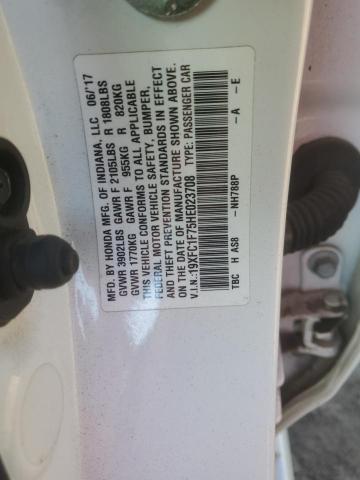 MFD. BY HONDA MFG. OF INDIANA, LLC 06/'17
GVWR 3902LBS GAWR F 2105LBS R 1808LBS
GVWR 1770KG GAWR F 955KG R 820KG
THIS VEHICLE CONFORMS TO ALL APPLICABLE
FEDERAL MOTOR VEHICLE SAFETY, BUMPER,
AND THEFT PREVENTION STANDARDS IN EFFECT
ON THE DATE OF MANUFACTURE SHOWN ABOVE.
V.I.N.:19XFC1F75HE023708 TYPE: PASSENGER CAR
TBC H AS8 -NH788P -A -E